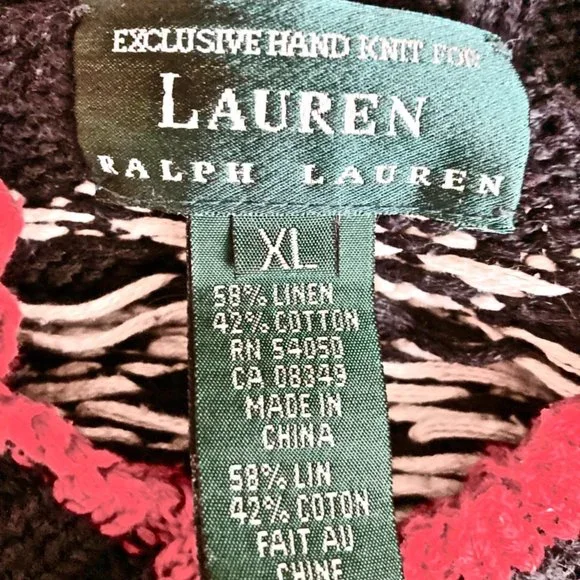 EXCLUSIVE HAND KNIT FOR
LAUREN
RALPH LAUREN
XL
58% LINEN
42% COTTON
RN 54050
CA 08349
MADE IN
CHINA
58% LIN
42% COTON
FAIT AU
CHINE